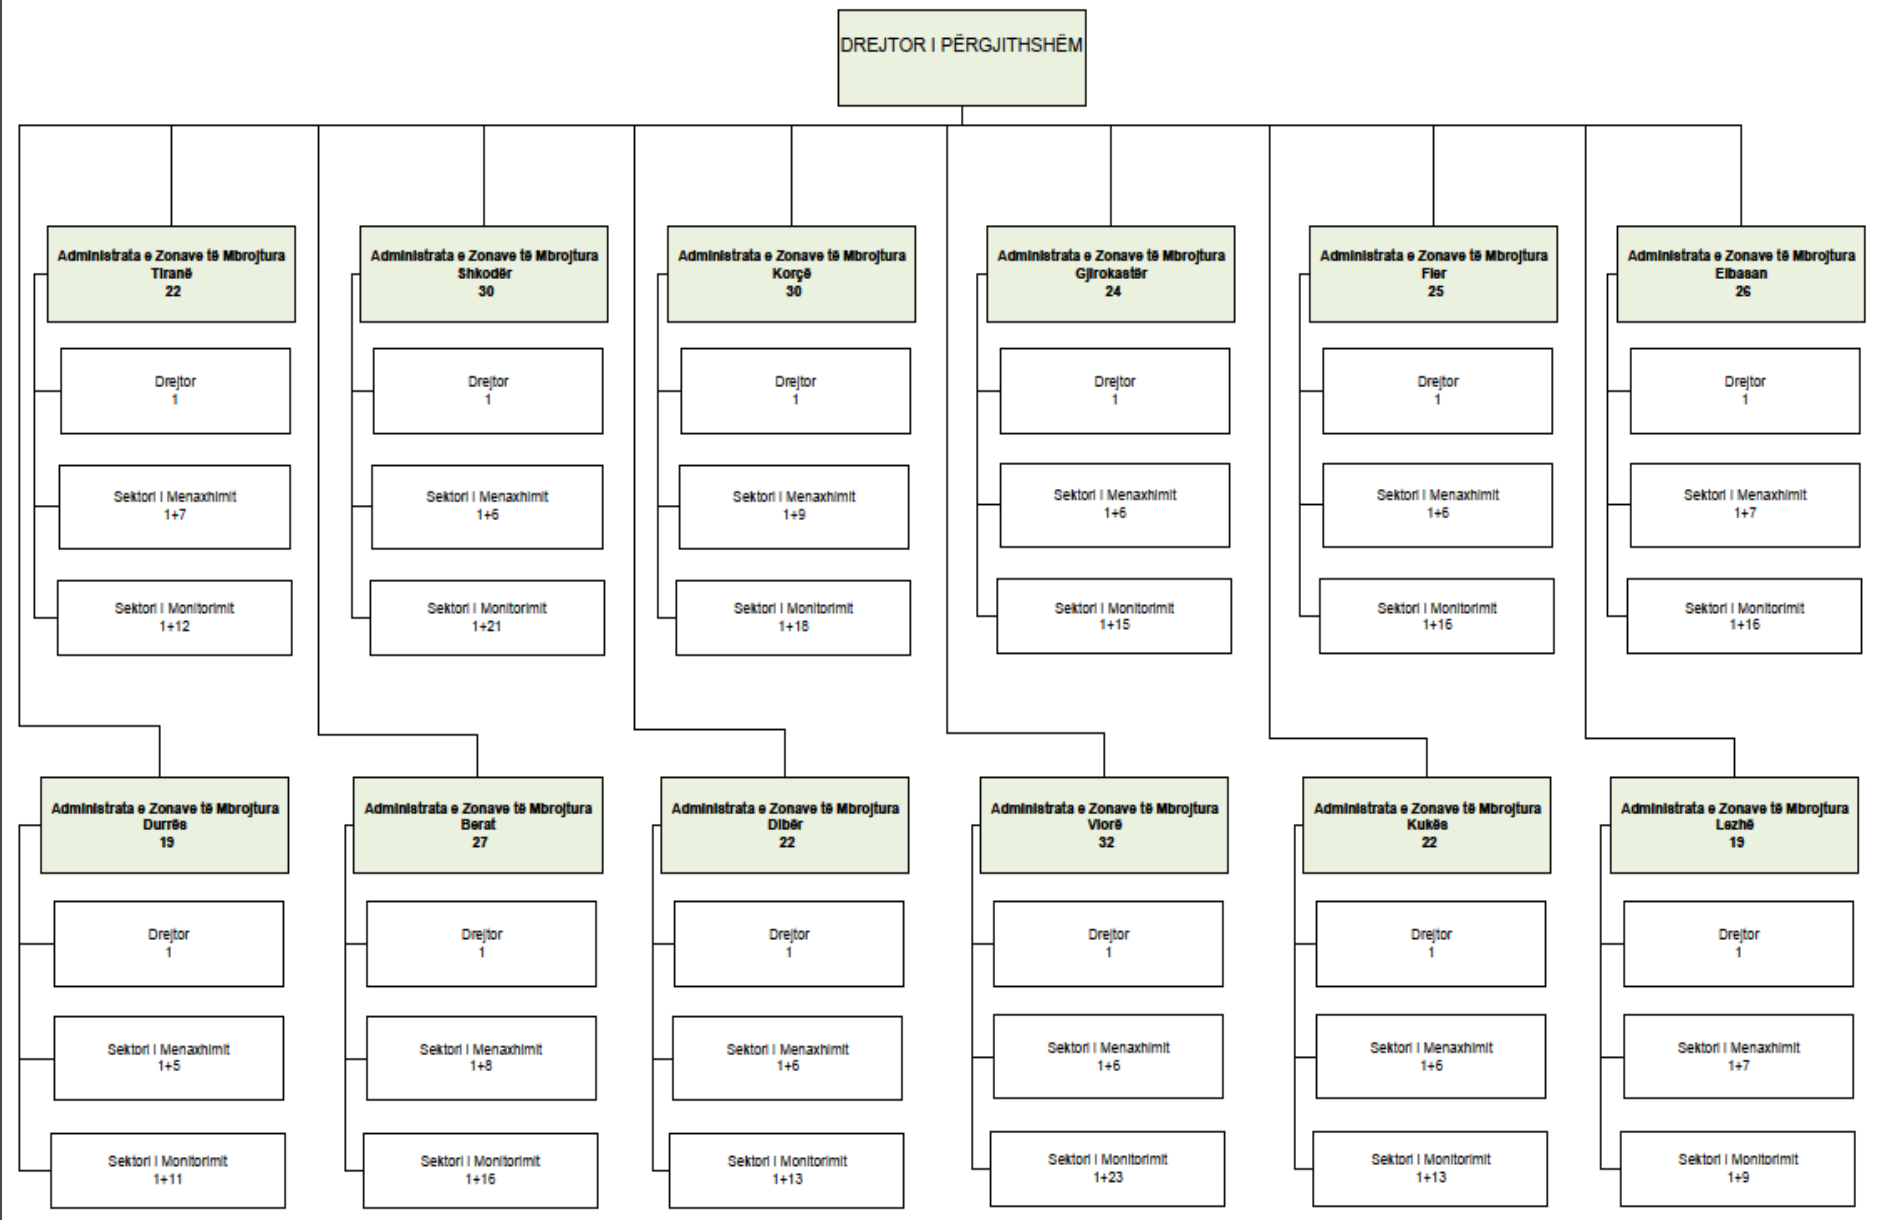 DREJTOR I PËRGJITHSHËM
Administrata e Zonave të Mbrojtura
Tiranë
22
Drejtor
1
Sektori i Menaxhimit
1+7
Sektori i Monitorimit
1+12
Administrata e Zonave të Mbrojtura
Shkodër
30
Drejtor
1
Sektori i Menaxhimit
1+6
Sektori i Monitorimit
1+21
Administrata e Zonave të Mbrojtura
Korçë
30
Drejtor
1
Sektori i Menaxhimit
1+9
Sektori i Monitorimit
1+18
Administrata e Zonave të Mbrojtura
Gjirokastër
24
Drejtor
1
Sektori i Menaxhimit
1+6
Sektori i Monitorimit
1+15
Administrata e Zonave të Mbrojtura
Fier
25
Drejtor
1
Sektori i Menaxhimit
1+6
Sektori i Monitorimit
1+16
Administrata e Zonave të Mbrojtura
Elbasan
26
Drejtor
1
Sektori i Menaxhimit
1+7
Sektori i Monitorimit
1+16
Administrata e Zonave të Mbrojtura
Durrës
19
Drejtor
1
Sektori i Menaxhimit
1+5
Sektori i Monitorimit
1+11
Administrata e Zonave të Mbrojtura
Berat
27
Drejtor
1
Sektori i Menaxhimit
1+8
Sektori i Monitorimit
1+16
Administrata e Zonave të Mbrojtura
Dibër
22
Drejtor
1
Sektori i Menaxhimit
1+6
Sektori i Monitorimit
1+13
Administrata e Zonave të Mbrojtura
Vlorë
32
Drejtor
1
Sektori i Menaxhimit
1+6
Sektori i Monitorimit
1+23
Administrata e Zonave të Mbrojtura
Kukës
22
Drejtor
1
Sektori i Menaxhimit
1+6
Sektori i Monitorimit
1+13
Administrata e Zonave të Mbrojtura
Lezhë
19
Drejtor
1
Sektori i Menaxhimit
1+7
Sektori i Monitorimit
1+9